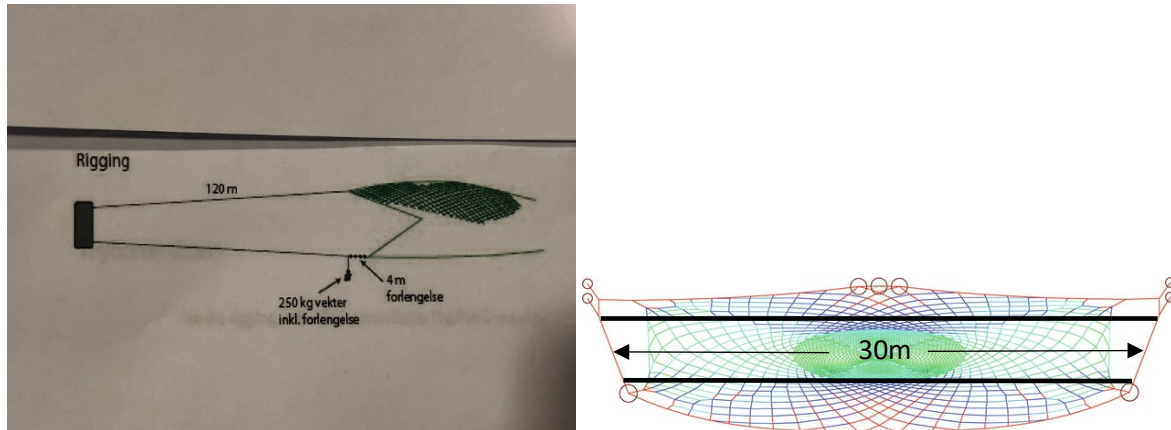 Rigging
120 m
4 m
forlengelse
250 kg vekter
inkl. forlengelse
30m